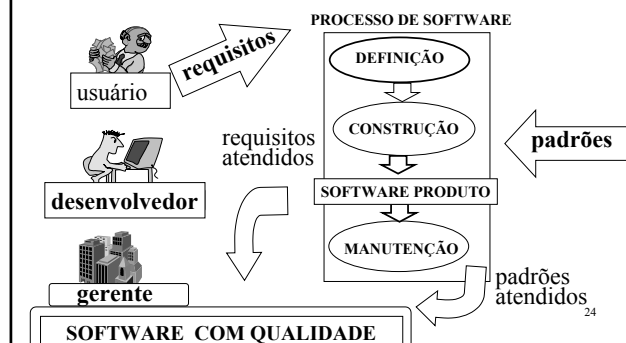 PROCESSO DE SOFTWARE
requisitos
usuário
DEFINIÇÃO
CONSTRUÇÃO
padrões
requisitos
atendidos
desenvolvedor
SOFTWARE PRODUTO
MANUTENÇÃO
gerente
padrões
atendidos
24
SOFTWARE COM QUALIDADE